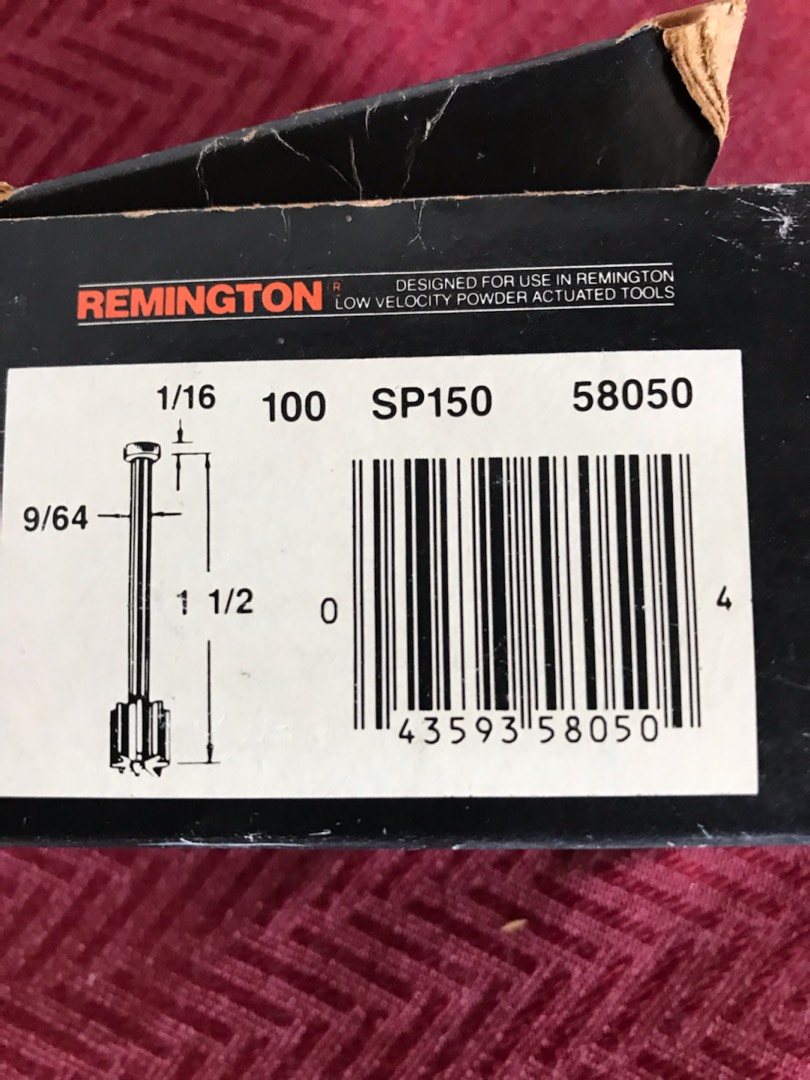 REMINGTON® DESIGNED FOR USE IN REMINGTON
LOW VELOCITY POWDER ACTUATED TOOLS
1/16 100 SP150 58050
9/64
1 1/2
0 43593 58050 4